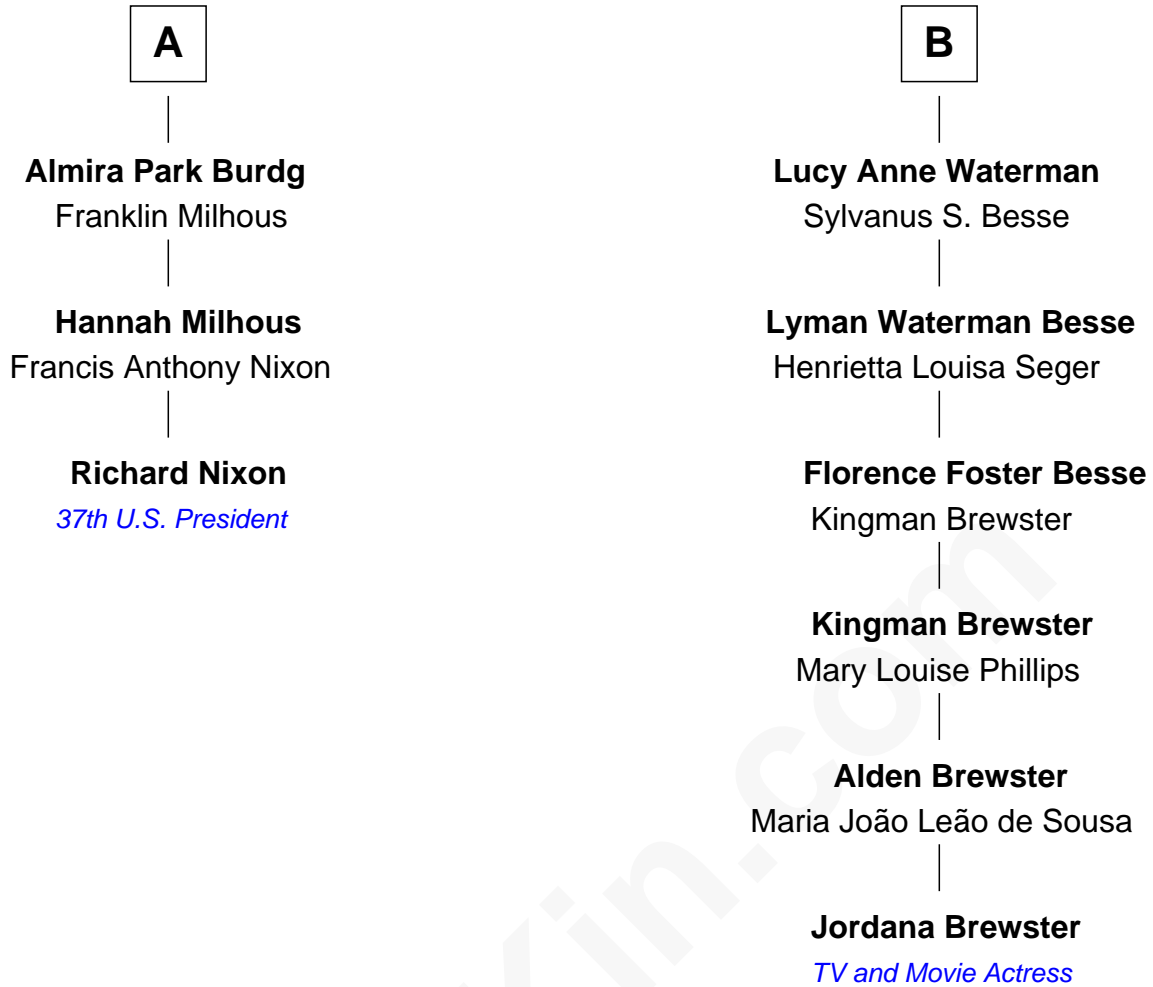 A
Almira Park Burdg
Franklin Milhous
Hannah Milhous
Francis Anthony Nixon
Richard Nixon
37th U.S. President
B
Lucy Anne Waterman
Sylvanus S. Besse
Lyman Waterman Besse
Henrietta Louisa Seger
Florence Foster Besse
Kingman Brewster
Kingman Brewster
Mary Louise Phillips
Alden Brewster
Maria João Leão de Sousa
Jordana Brewster
TV and Movie Actress
Kin.com